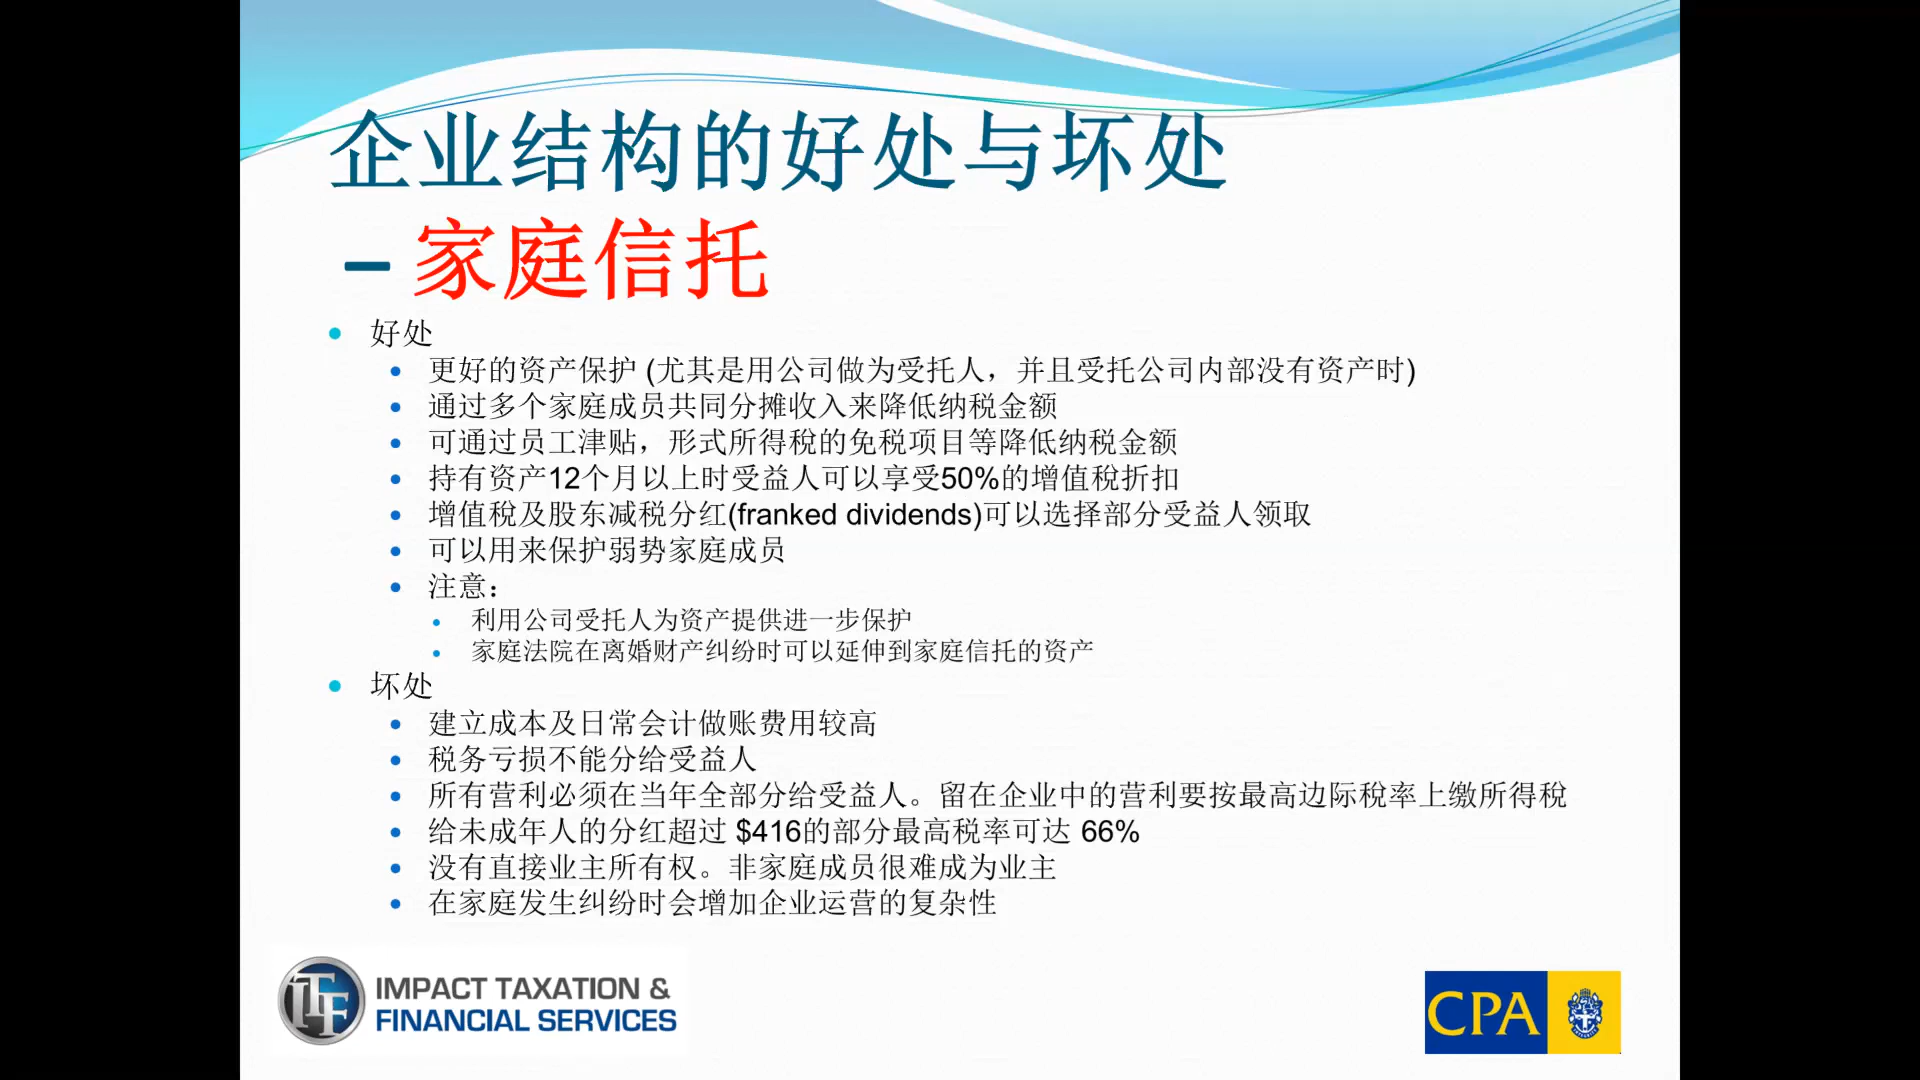 企业结构的好处与坏处
– 家庭信托
• 好处
• 更好的资产保护 (尤其是用公司做为受托人，并且受托公司内部没有资产时)
• 通过多个家庭成员共同分摊收入来降低纳税金额
• 可通过员工津贴，形式所得税的免税项目等降低纳税金额
• 持有资产12个月以上时受益人可以享受50%的增值税折扣
• 增值税及股东减税分红(franked dividends)可以选择部分受益人领取
• 可以用来保护弱势家庭成员
• 注意：
• 利用公司受托人为资产提供进一步保护
• 家庭法院在离婚财产纠纷时可以延伸到家庭信托的资产
• 坏处
• 建立成本及日常会计做账费用较高
• 税务亏损不能分给受益人
• 所有营利必须在当年全部分给受益人。留在企业中的营利要按最高边际税率上缴所得税
• 给未成年人的分红超过 $416的部分最高税率可达 66%
• 没有直接业主所有权。非家庭成员很难成为业主
• 在家庭发生纠纷时会增加企业运营的复杂性
ITF
IMPACT TAXATION &
FINANCIAL SERVICES
CPA